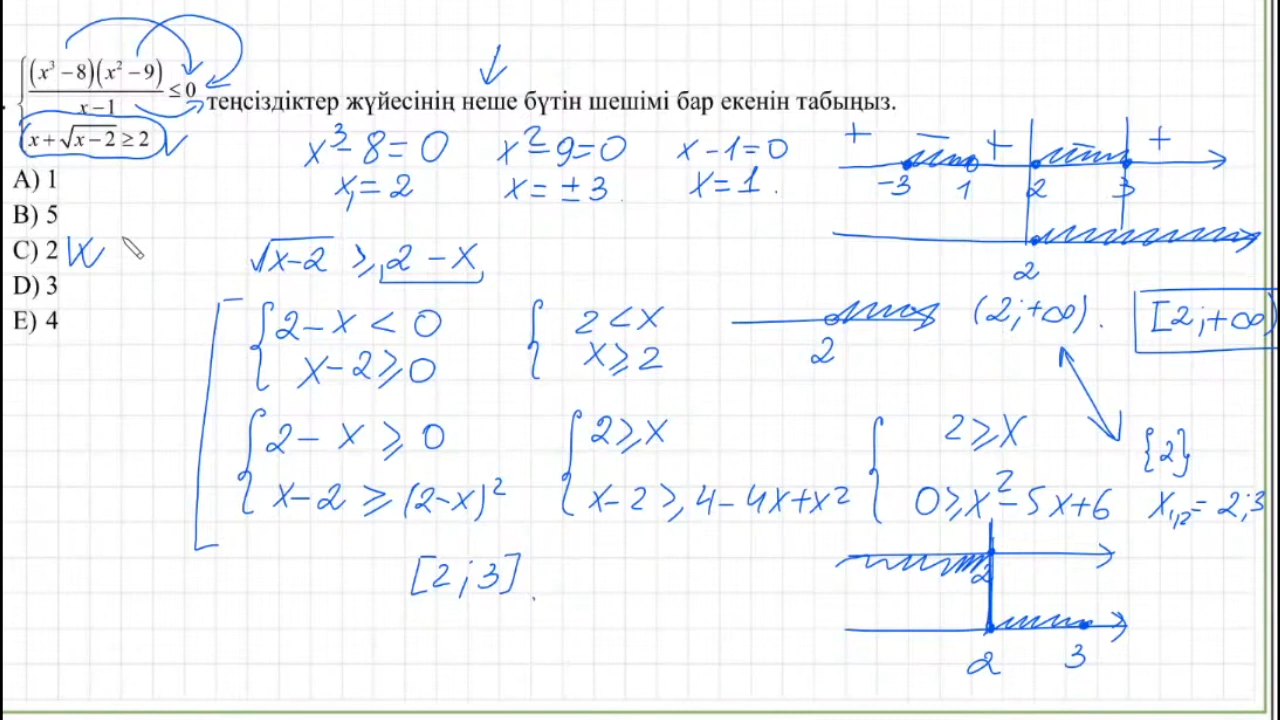 (x³ − 8)(x² − 9) / (x − 1) ≤ 0
x + √(x − 2) ≥ 2
теңсіздіктер жүйесінің неше бүтін шешімі бар екенін табыңыз.
A) 1
B) 5
C) 2
D) 3
E) 4
x³ − 8 = 0 x² − 9 = 0 x − 1 = 0
x₁ = 2 x = ± 3 x = 1.
+ − + − +
−3 1 2 3
2
√x−2 ≥ 2 − x
2 − x < 0 2 < x
x − 2 ≥ 0 x ≥ 2
2
(2; +∞). [2; +∞)
2 − x ≥ 0 2 ≥ x 2 ≥ x {2}
x − 2 ≥ (2−x)² x − 2 ≥ 4 − 4x + x² 0 ≥ x² − 5x + 6 x₁,₂ = 2; 3
[2; 3].
2
2 3